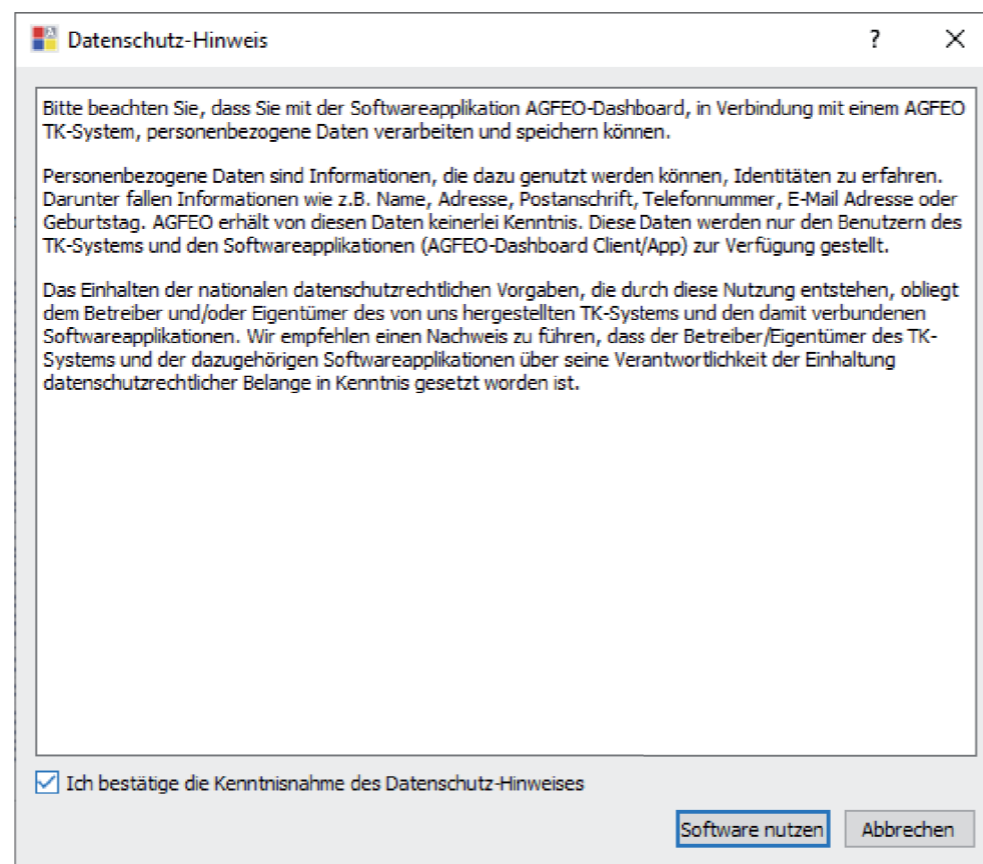 Datenschutz-Hinweis ?
Bitte beachten Sie, dass Sie mit der Softwareapplikation AGFEO-Dashboard, in Verbindung mit einem AGFEO
TK-System, personenbezogene Daten verarbeiten und speichern können.
Personenbezogene Daten sind Informationen, die dazu genutzt werden können, Identitäten zu erfahren.
Darunter fallen Informationen wie z.B. Name, Adresse, Postanschrift, Telefonnummer, E-Mail Adresse oder
Geburtstag. AGFEO erhält von diesen Daten keinerlei Kenntnis. Diese Daten werden nur den Benutzern des
TK-Systems und den Softwareapplikationen (AGFEO-Dashboard Client/App) zur Verfügung gestellt.
Das Einhalten der nationalen datenschutzrechtlichen Vorgaben, die durch diese Nutzung entstehen, obliegt
dem Betreiber und/oder Eigentümer des von uns hergestellten TK-Systems und den damit verbundenen
Softwareapplikationen. Wir empfehlen einen Nachweis zu führen, dass der Betreiber/Eigentümer des TK-
Systems und der dazugehörigen Softwareapplikationen über seine Verantwortlichkeit der Einhaltung
datenschutzrechtlicher Belange in Kenntnis gesetzt worden ist.
Ich bestätige die Kenntnisnahme des Datenschutz-Hinweises
Software nutzen Abbrechen